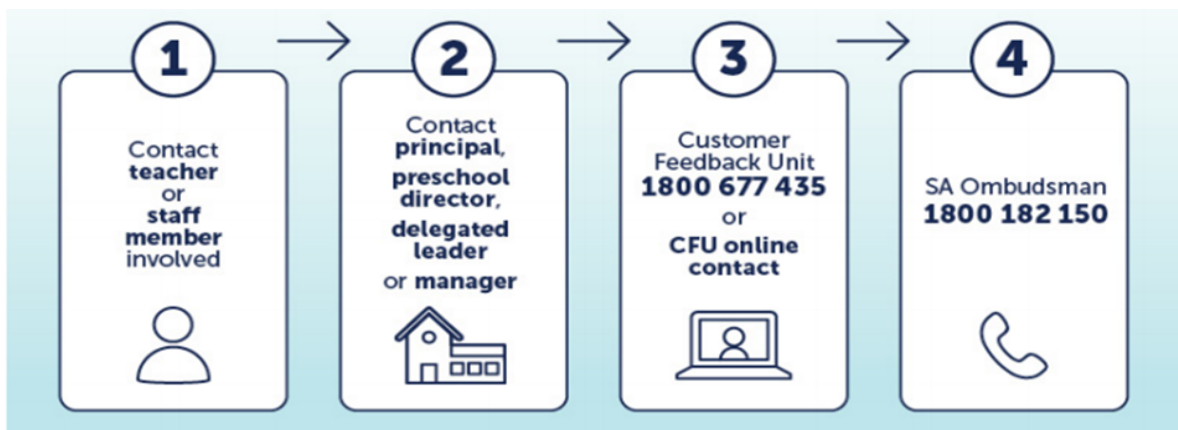 1
Contact
teacher
or
staff
member
involved
2
Contact
principal,
preschool
director,
delegated
leader
or manager
3
Customer
Feedback Unit
1800 677 435
or
CFU online
contact
4
SA Ombudsman
1800 182 150